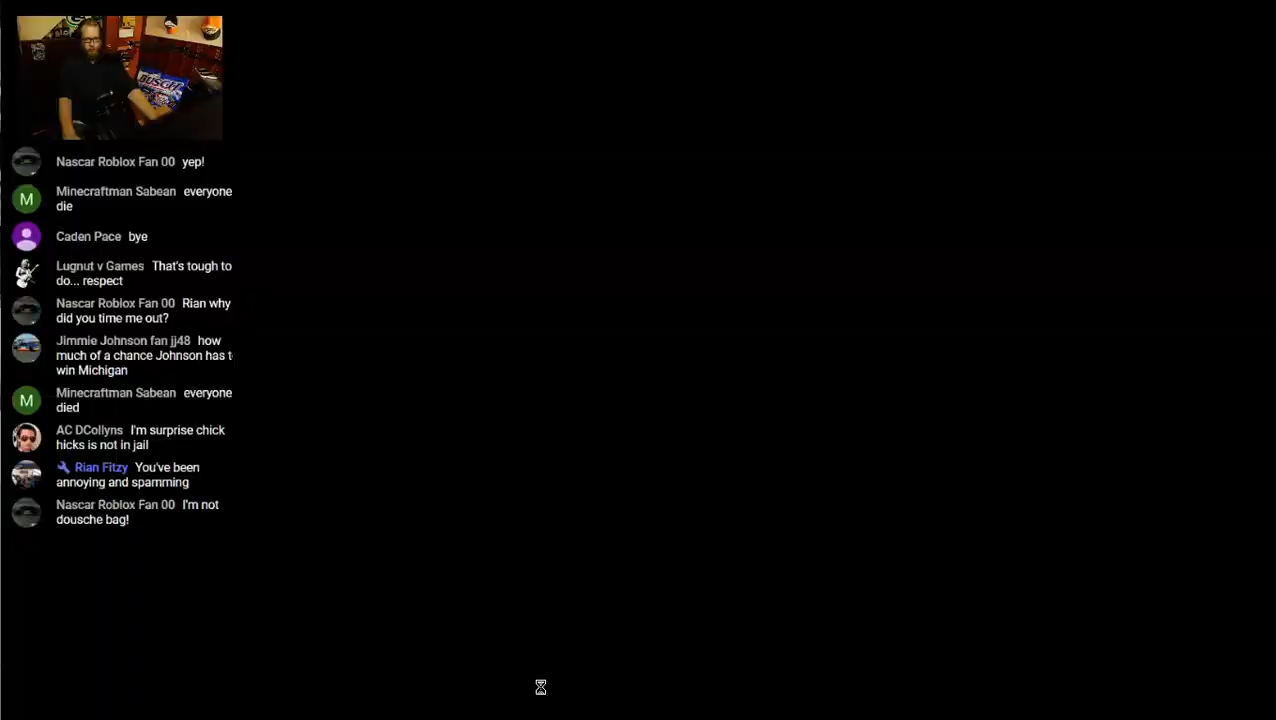 BUSCH
Nascar Roblox Fan 00 yep!
M
Minecraftman Sabean everyone
die
Caden Pace bye
Lugnut v Games That's tough to
do... respect
Nascar Roblox Fan 00 Rian why
did you time me out?
Jimmie Johnson fan jj48 how
much of a chance Johnson has t
win Michigan
M
Minecraftman Sabean everyone
died
AC DCollyns I'm surprise chick
hicks is not in jail
Rian Fitzy You've been
annoying and spamming
Nascar Roblox Fan 00 I'm not
dousche bag!